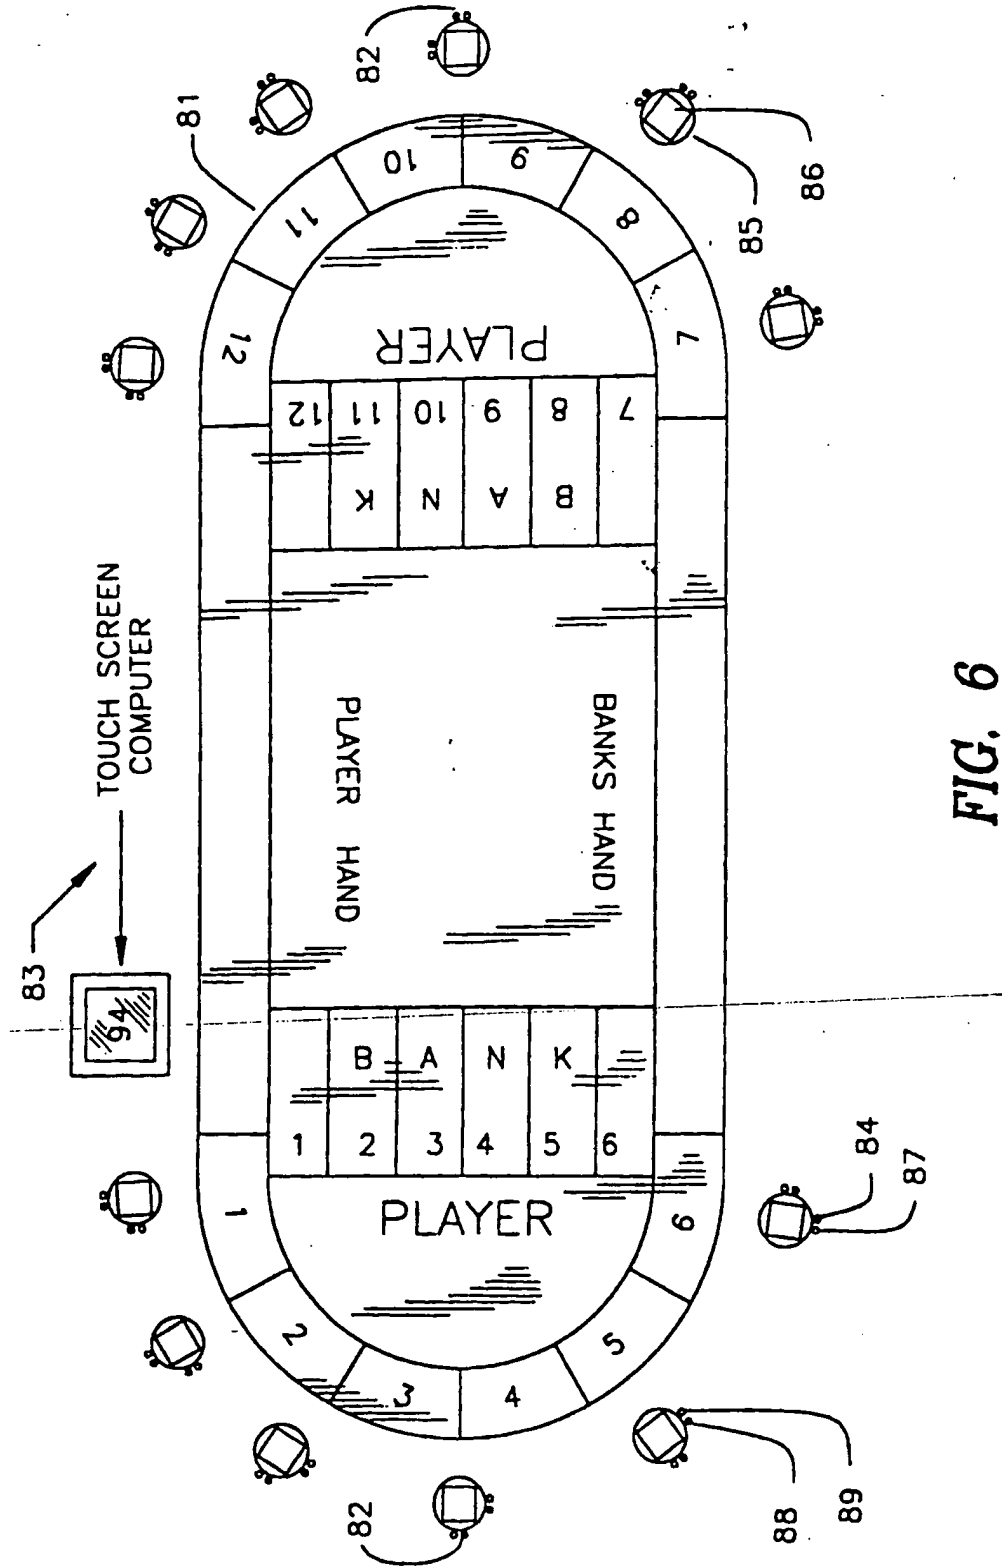 82
81
85
86
83
TOUCH SCREEN
COMPUTER
94
12
11
10
9
8
7
PLAYER
12
11
10
9
8
7
K
N
A
B
PLAYER HAND
BANKS HAND
B
A
N
K
1
2
3
4
5
6
PLAYER
1
2
3
4
5
6
84
87
82
88
89
FIG. 6